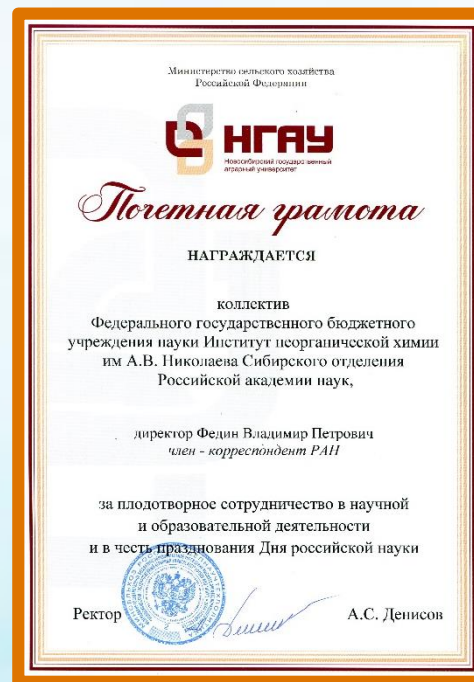 Министерство сельского хозяйства
Российской Федерации
НГАУ
Новосибирский государственный
аграрный университет
Почетная грамота
НАГРАЖДАЕТСЯ
коллектив
Федерального государственного бюджетного
учреждения науки Институт неорганической химии
им А.В. Николаева Сибирского отделения
Российской академии наук,
директор Федин Владимир Петрович
член - корреспондент РАН
за плодотворное сотрудничество в научной
и образовательной деятельности
и в честь празднования Дня российской науки
Ректор
А.С. Денисов